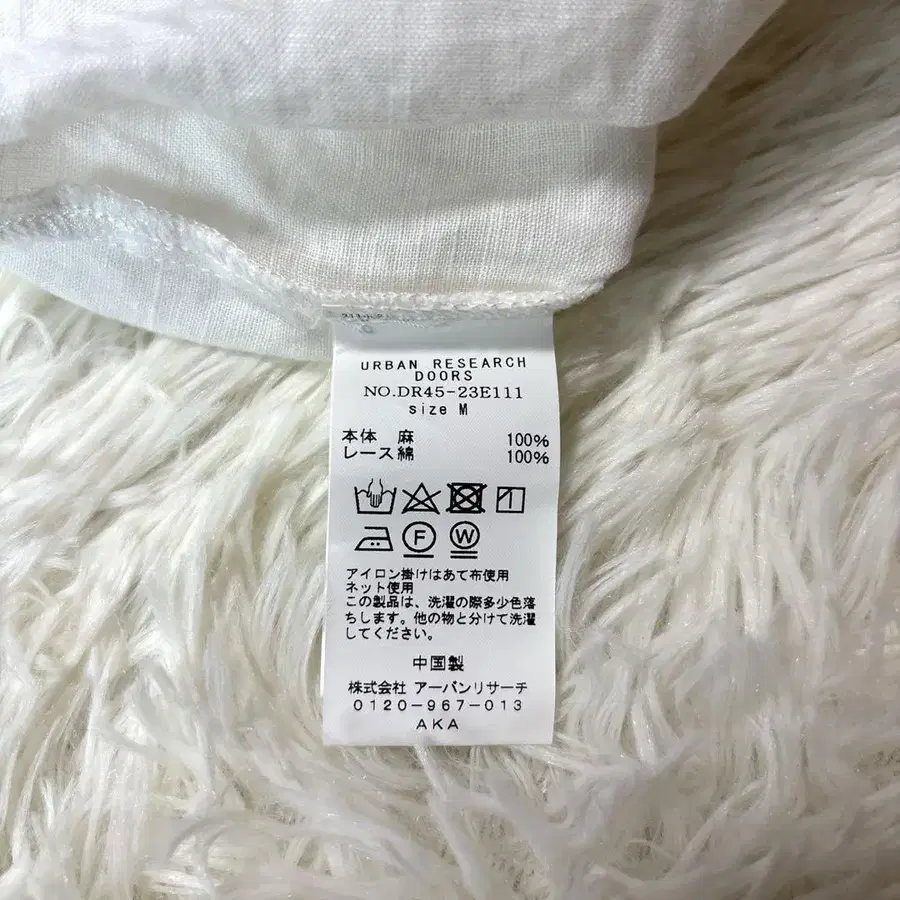 URBAN RESEARCH
DOORS
NO.DR45-23E111
size M
本体 麻 100%
レース綿 100%
F W
アイロン掛けはあて布使用
ネット使用
この製品は、洗濯の際多少色落
ちします。他の物と分けて洗濯
してください。
中国製
株式会社 アーバンリサーチ
0120-967-013
AKA